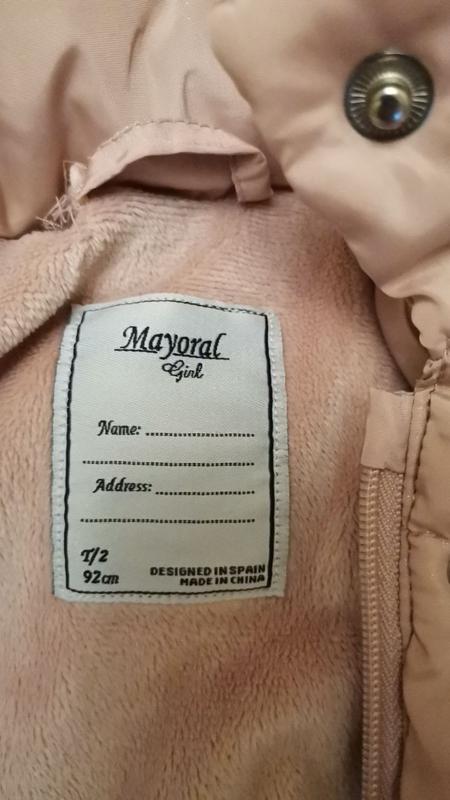 Mayoral
Girl
Name: ........................
........................................
Address: ........................
........................................
T/2
92cm
DESIGNED IN SPAIN
MADE IN CHINA